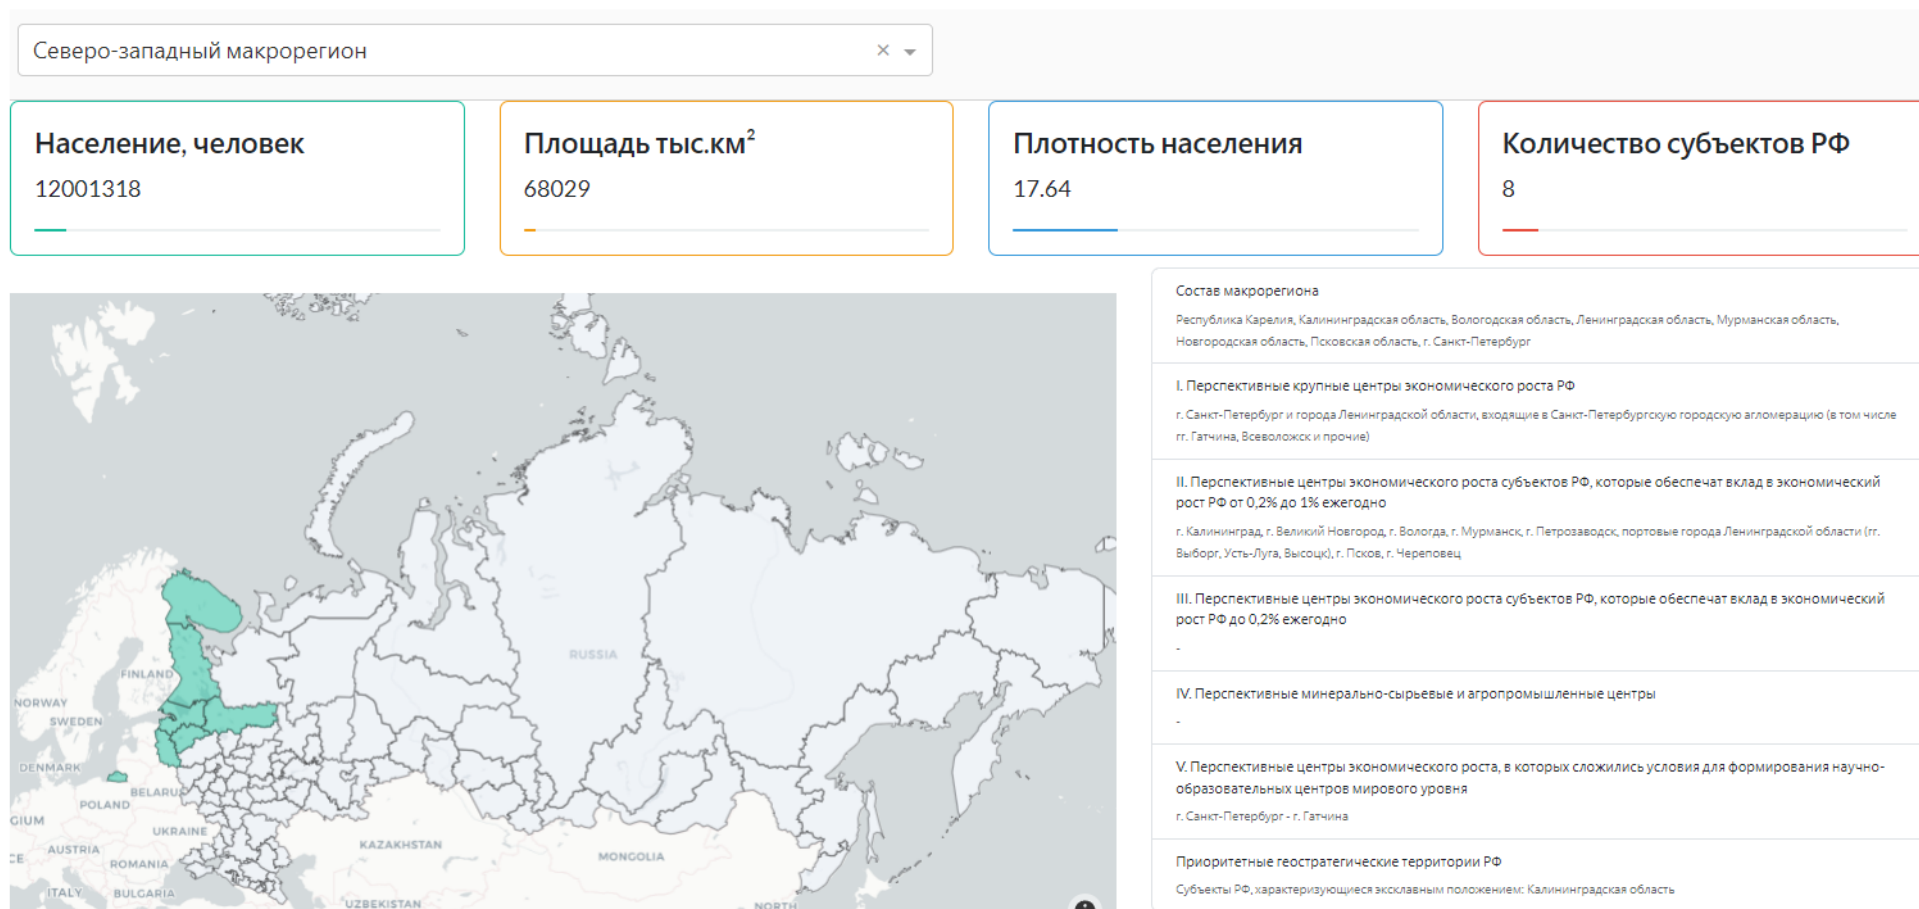 Северо-западный макрорегион
Население, человек
12001318
Площадь тыс.км²
68029
Плотность населения
17.64
Количество субъектов РФ
8
Состав макрорегиона
Республика Карелия, Калининградская область, Вологодская область, Ленинградская область, Мурманская область,
Новгородская область, Псковская область, г. Санкт-Петербург
I. Перспективные крупные центры экономического роста РФ
г. Санкт-Петербург и города Ленинградской области, входящие в Санкт-Петербургскую городскую агломерацию (в том числе
гг. Гатчина, Всеволожск и прочие)
II. Перспективные центры экономического роста субъектов РФ, которые обеспечат вклад в экономический
рост РФ от 0,2% до 1% ежегодно
г. Калининград, г. Великий Новгород, г. Вологда, г. Мурманск, г. Петрозаводск, портовые города Ленинградской области (гг.
Выборг, Усть-Луга, Высоцк), г. Псков, г. Череповец
III. Перспективные центры экономического роста субъектов РФ, которые обеспечат вклад в экономический
рост РФ до 0,2% ежегодно
-
IV. Перспективные минерально-сырьевые и агропромышленные центры
-
V. Перспективные центры экономического роста, в которых сложились условия для формирования научно-
образовательных центров мирового уровня
г. Санкт-Петербург - г. Гатчина
Приоритетные геостратегические территории РФ
Субъекты РФ, характеризующиеся эксклавным положением: Калининградская область
RUSSIA
FINLAND
NORWAY
SWEDEN
DENMARK
BELARUS
POLAND
GIUM
UKRAINE
AUSTRIA
CE
ROMANIA
ITALY
BULGARIA
KAZAKHSTAN
MONGOLIA
UZBEKISTAN
NORTH